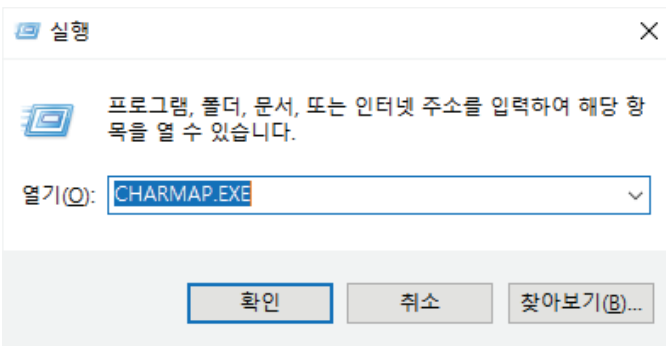 실행
프로그램, 폴더, 문서, 또는 인터넷 주소를 입력하여 해당 항
목을 열 수 있습니다.
열기(O): CHARMAP.EXE
확인 취소 찾아보기(B)...